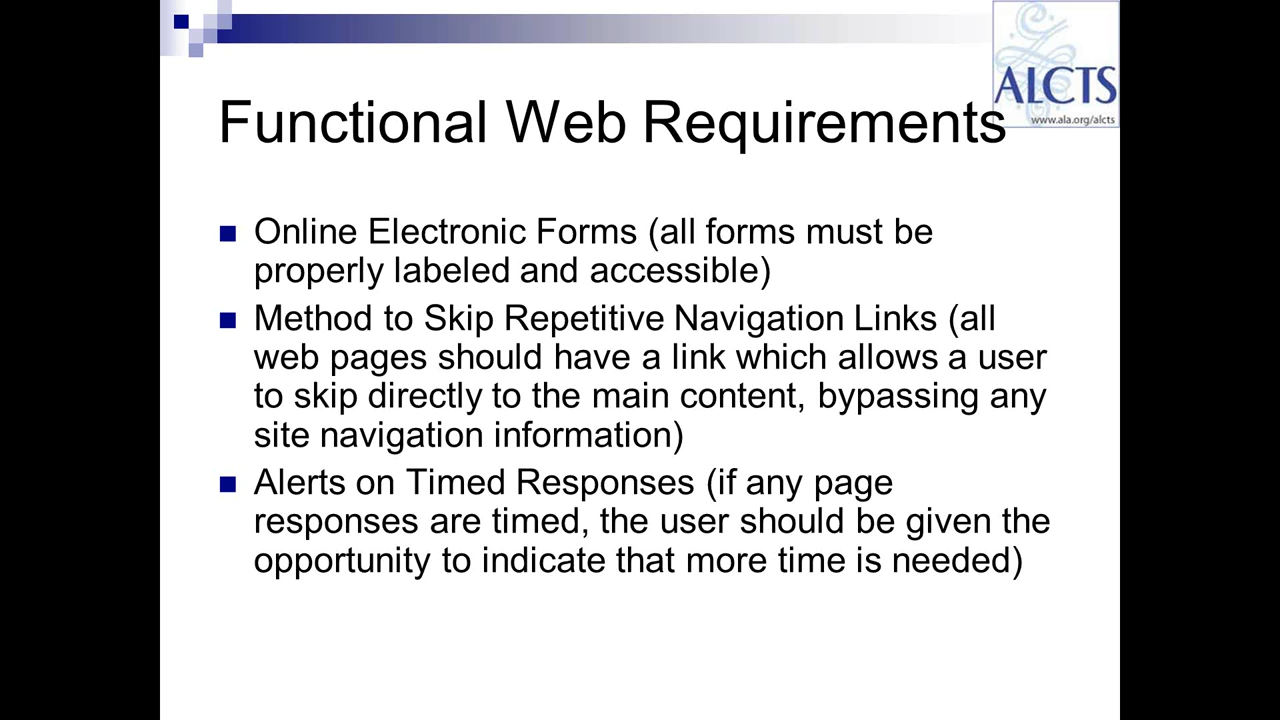 ALCTS
www.ala.org/alcts
Functional Web Requirements
Online Electronic Forms (all forms must be
properly labeled and accessible)
Method to Skip Repetitive Navigation Links (all
web pages should have a link which allows a user
to skip directly to the main content, bypassing any
site navigation information)
Alerts on Timed Responses (if any page
responses are timed, the user should be given the
opportunity to indicate that more time is needed)